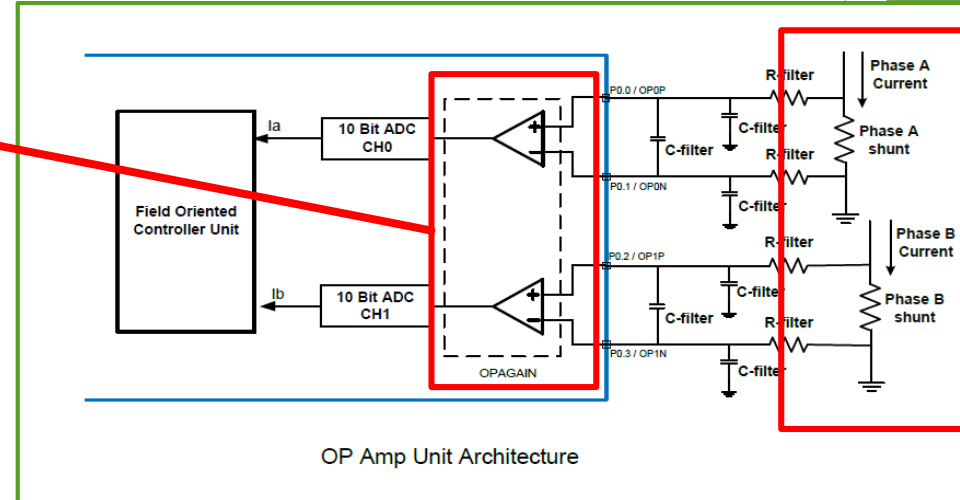 Phase A
Current
R-filter
P0.0 / OP0P
10 Bit ADC
CH0
Ia
C-filter
Phase A
shunt
C-filter
R-filter
P0.1 / OP0N
C-filter
Field Oriented
Controller Unit
Phase B
Current
R-filter
P0.2 / OP1P
10 Bit ADC
CH1
Ib
C-filter
Phase B
shunt
C-filter
R-filter
P0.3 / OP1N
C-filter
OPAGAIN
OP Amp Unit Architecture